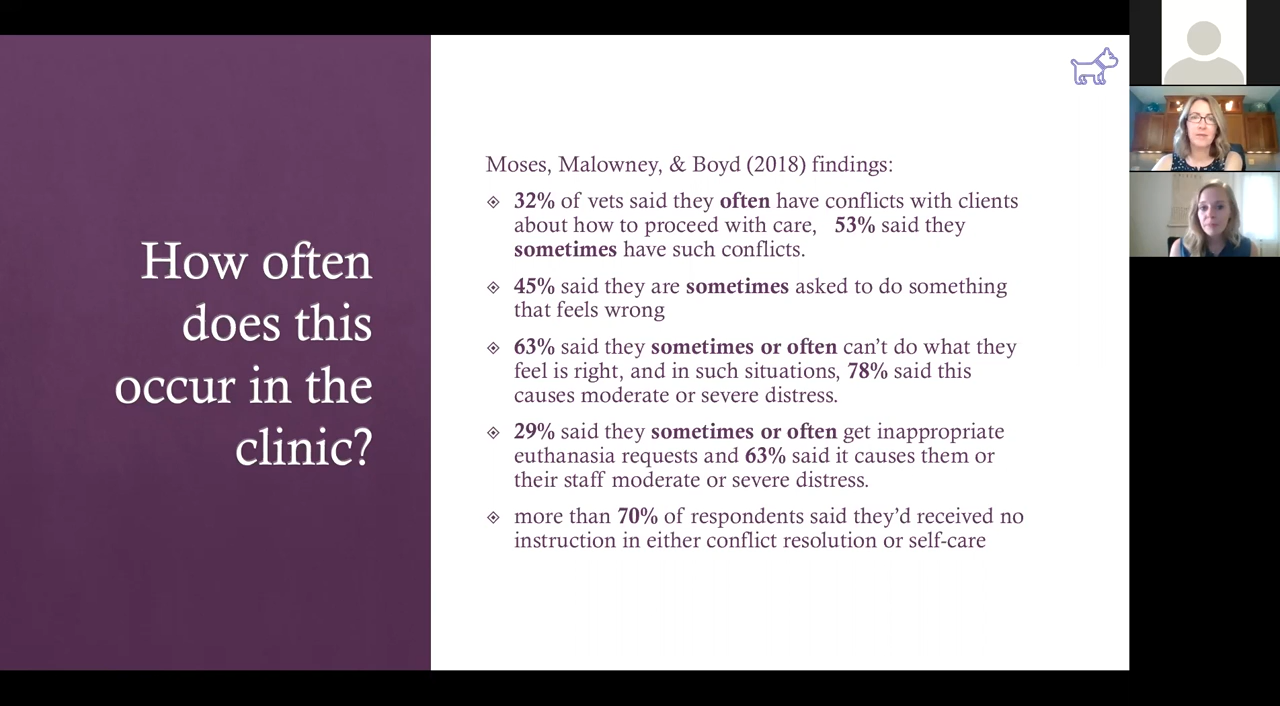 How often
does this
occur in the
clinic?
Moses, Malowney, & Boyd (2018) findings:
32% of vets said they often have conflicts with clients
about how to proceed with care, 53% said they
sometimes have such conflicts.
45% said they are sometimes asked to do something
that feels wrong
63% said they sometimes or often can't do what they
feel is right, and in such situations, 78% said this
causes moderate or severe distress.
29% said they sometimes or often get inappropriate
euthanasia requests and 63% said it causes them or
their staff moderate or severe distress.
more than 70% of respondents said they'd received no
instruction in either conflict resolution or self-care